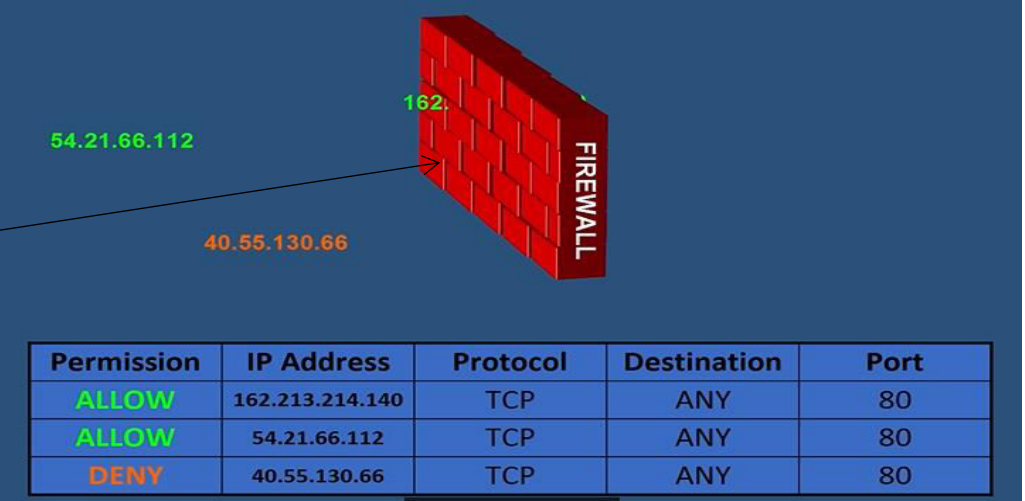 162.
54.21.66.112
FIREWALL
40.55.130.66
Permission IP Address Protocol Destination Port
ALLOW 162.213.214.140 TCP ANY 80
ALLOW 54.21.66.112 TCP ANY 80
DENY 40.55.130.66 TCP ANY 80